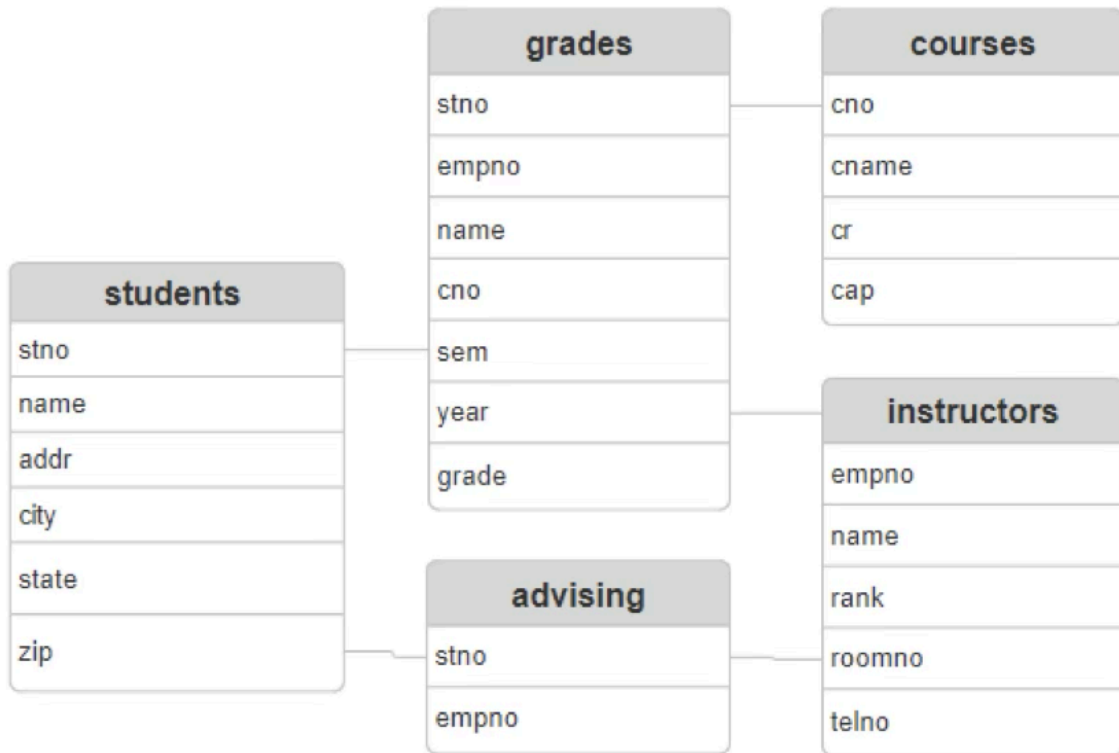 grades
stno
empno
name
cno
sem
year
grade
courses
cno
cname
cr
cap
students
stno
name
addr
city
state
zip
advising
stno
empno
instructors
empno
name
rank
roomno
telno